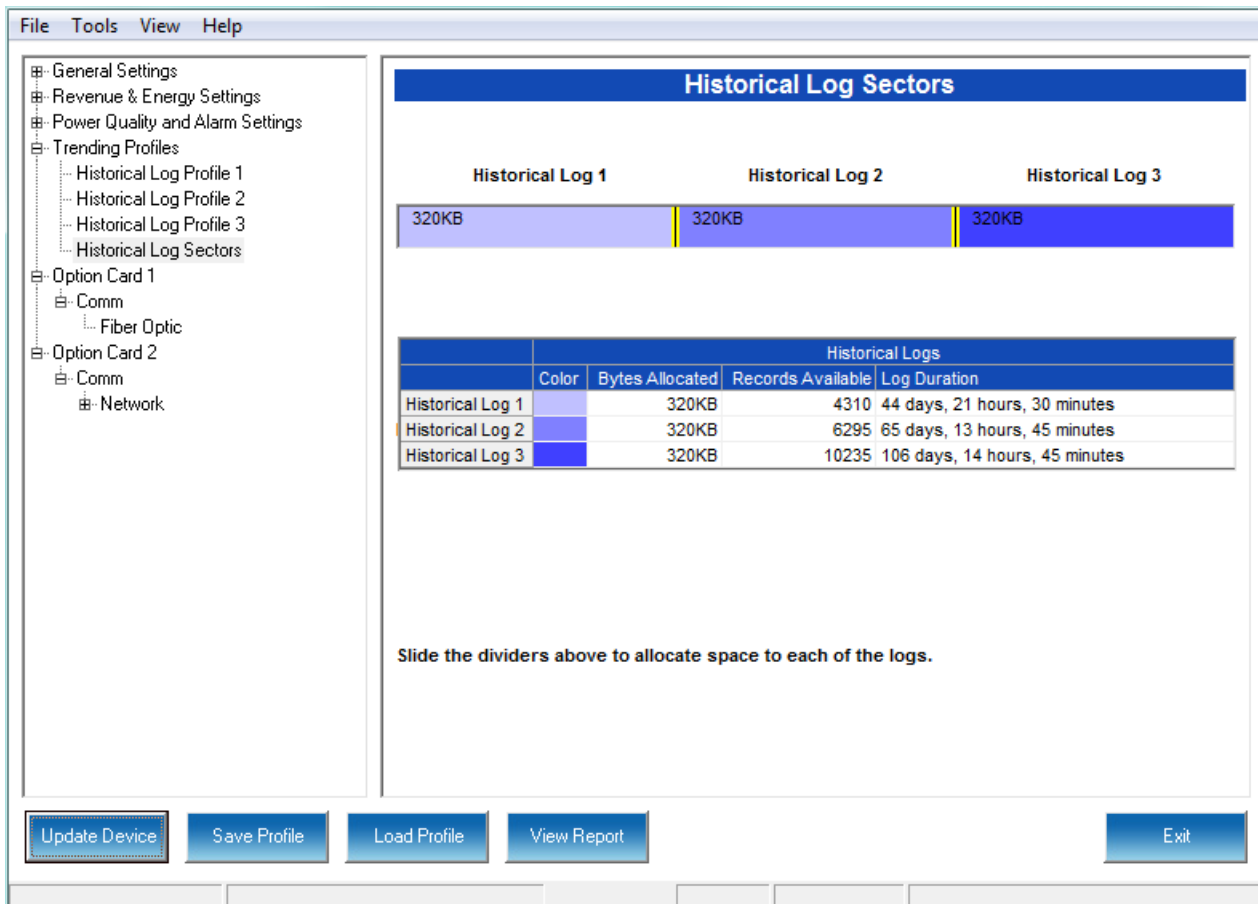 File Tools View Help
General Settings
Revenue & Energy Settings
Power Quality and Alarm Settings
Trending Profiles
Historical Log Profile 1
Historical Log Profile 2
Historical Log Profile 3
Historical Log Sectors
Option Card 1
Comm
Fiber Optic
Option Card 2
Comm
Network
Historical Log Sectors
Historical Log 1 Historical Log 2 Historical Log 3
320KB 320KB 320KB
Historical Logs
Color Bytes Allocated Records Available Log Duration
Historical Log 1 320KB 4310 44 days, 21 hours, 30 minutes
Historical Log 2 320KB 6295 65 days, 13 hours, 45 minutes
Historical Log 3 320KB 10235 106 days, 14 hours, 45 minutes
Slide the dividers above to allocate space to each of the logs.
Update Device Save Profile Load Profile View Report Exit